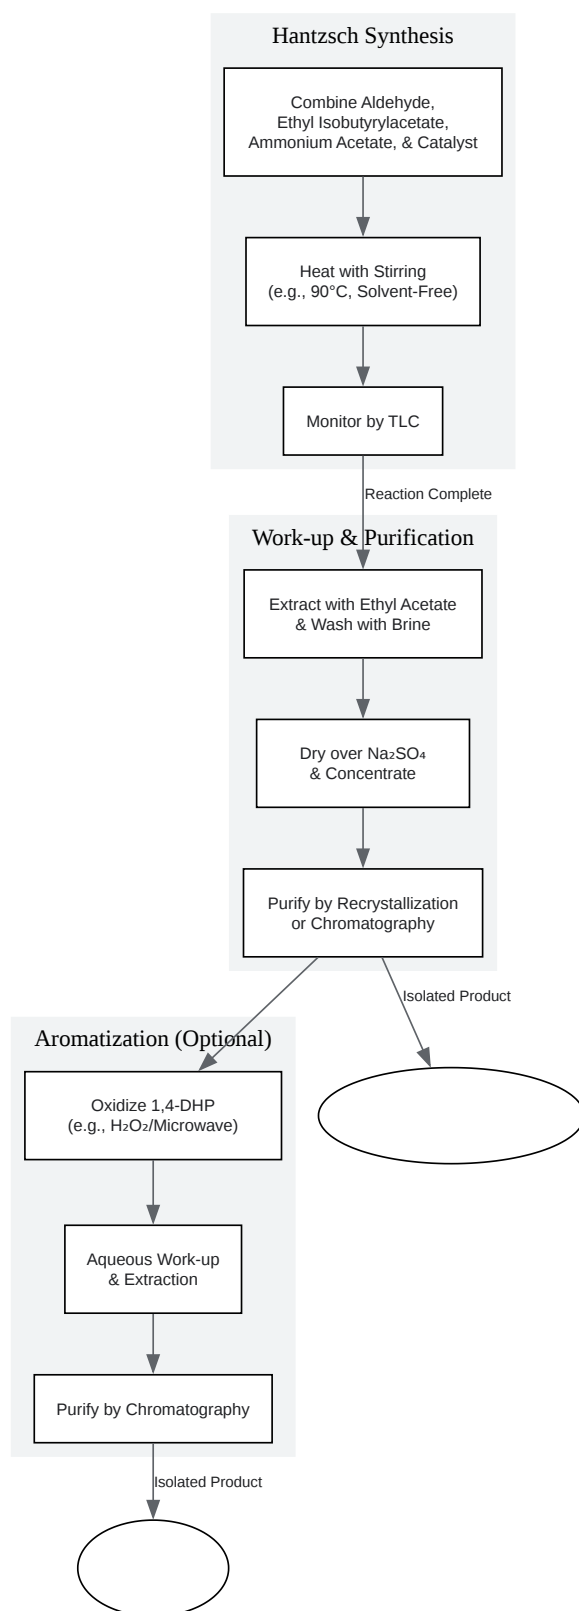 Hantzsch Synthesis
Combine Aldehyde,
Ethyl Isobutyrylacetate,
Ammonium Acetate, & Catalyst
Heat with Stirring
(e.g., 90°C, Solvent-Free)
Monitor by TLC
Reaction Complete
Work-up & Purification
Extract with Ethyl Acetate
& Wash with Brine
Dry over Na₂SO₄
& Concentrate
Purify by Recrystallization
or Chromatography
Isolated Product
Aromatization (Optional)
Oxidize 1,4-DHP
(e.g., H₂O₂/Microwave)
Aqueous Work-up
& Extraction
Purify by Chromatography
Isolated Product